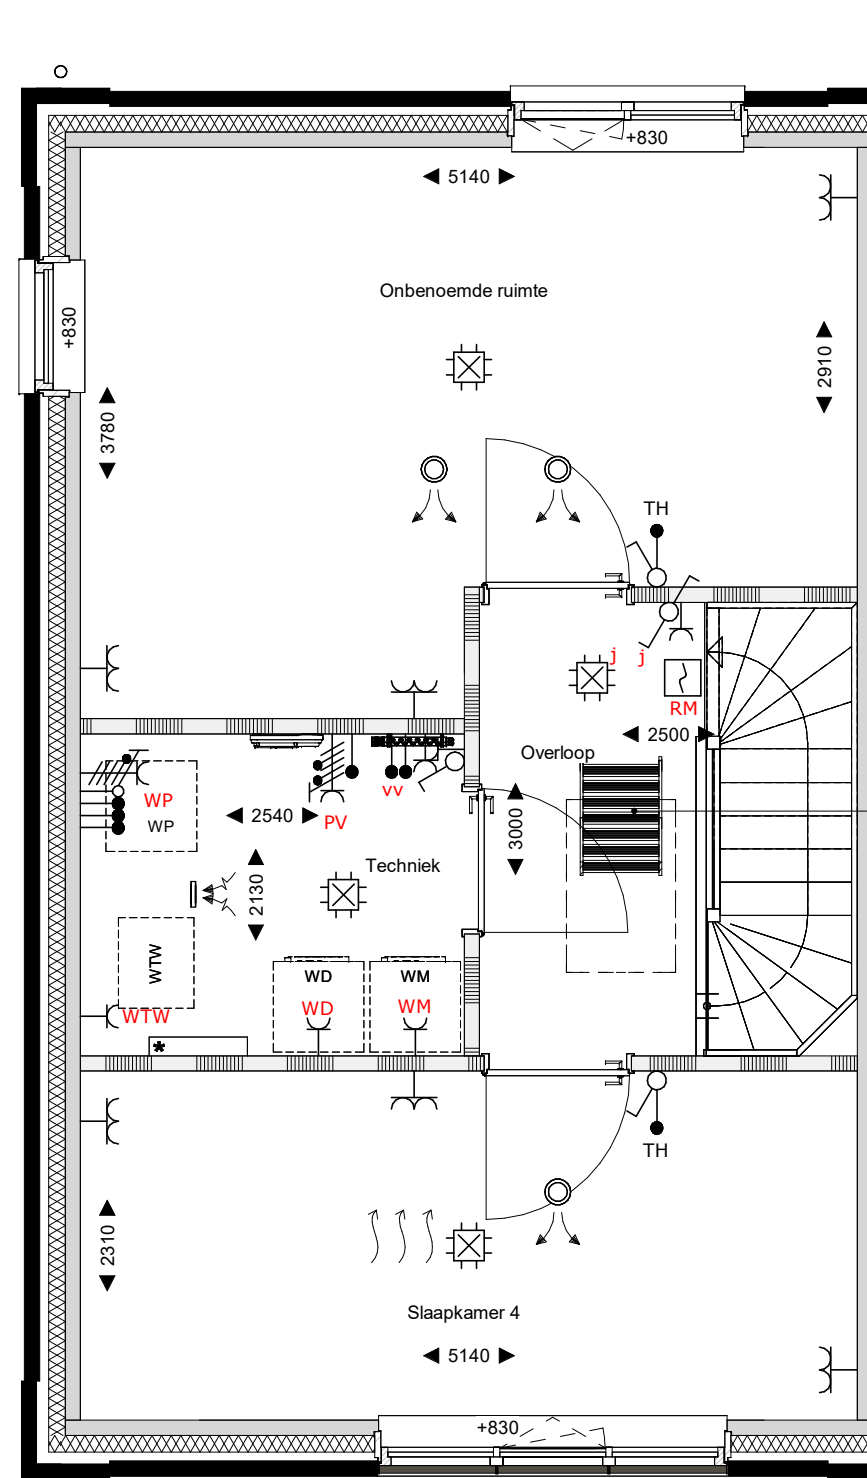 +830
5140
Onbenoemde ruimte
+830
2910
3780
TH
j j
RM
2500
Overloop
VV
WP
WP
2540
PV
3000
Techniek
2130
WTW
WTW
WD
WD
WM
WM
*
TH
2310
Slaapkamer 4
5140
+830